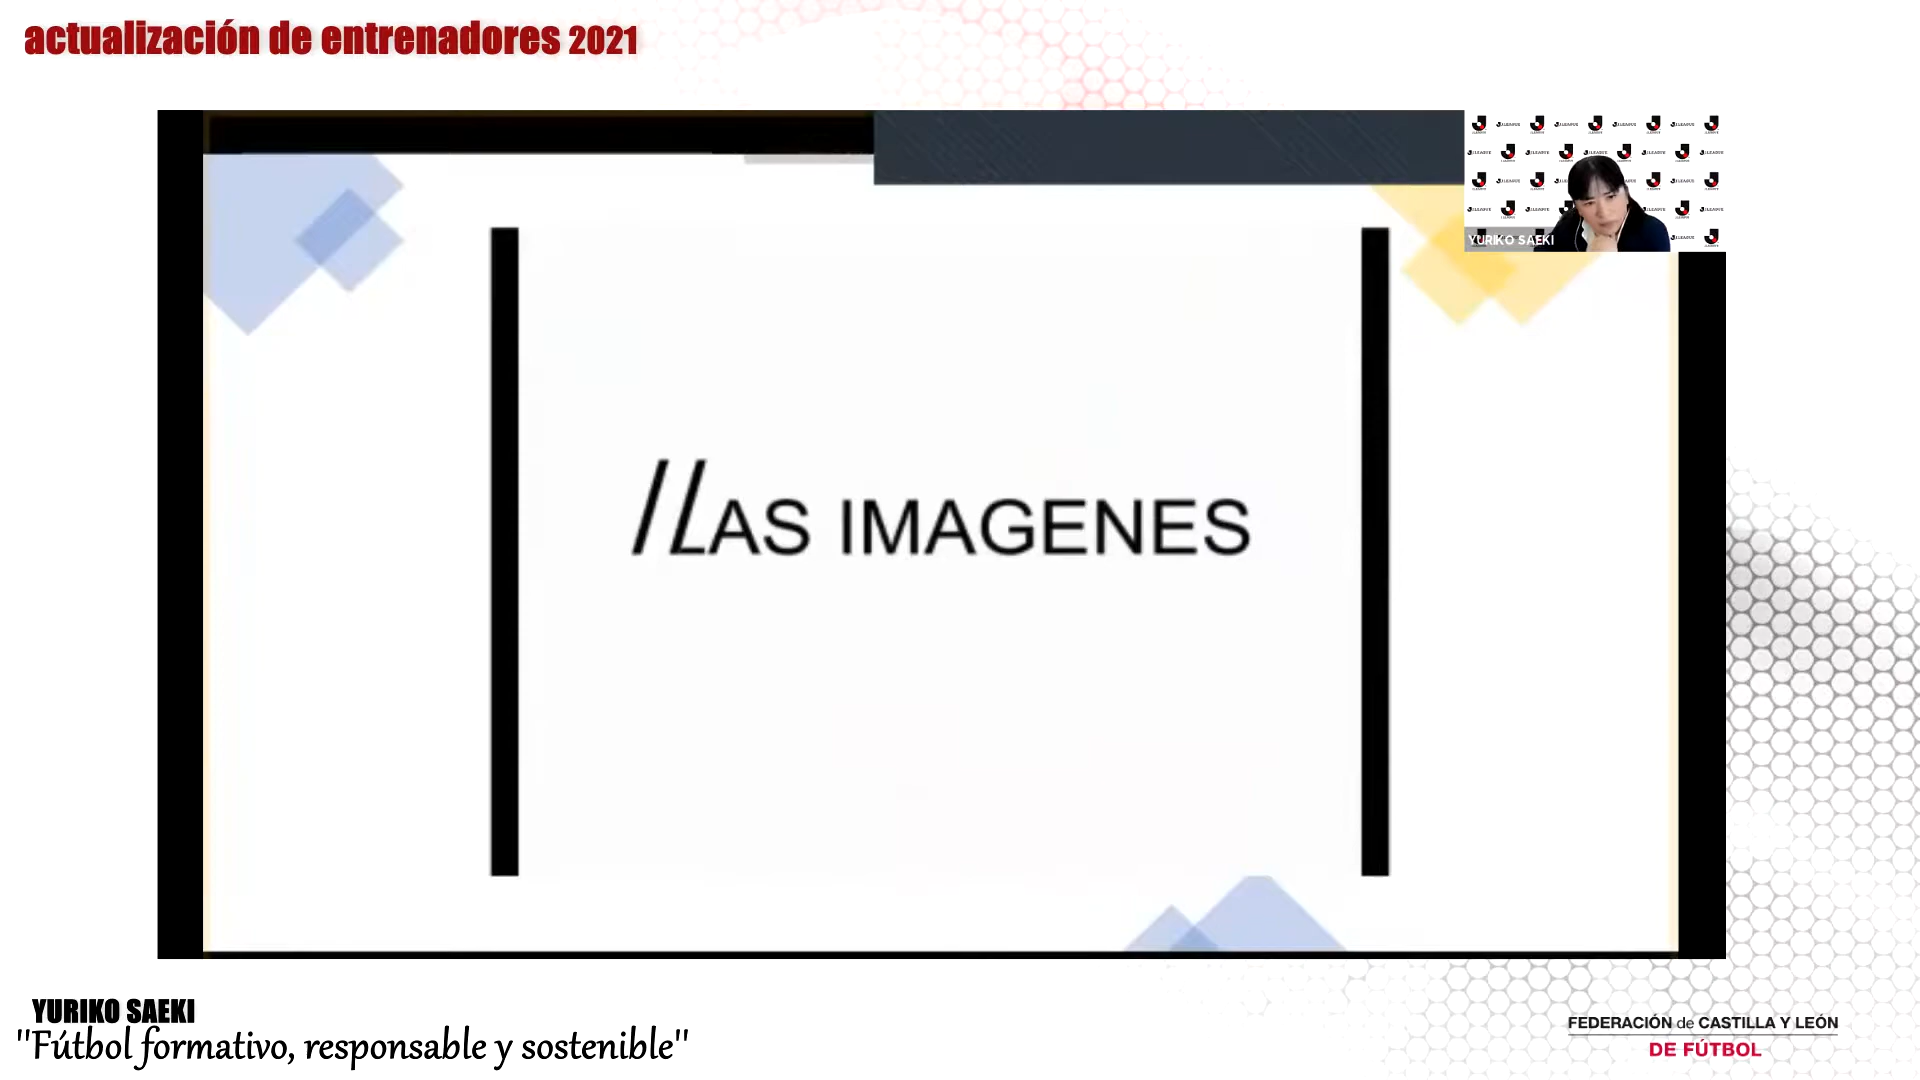 actualización de entrenadores 2021
YURIKO SAEKI
//LAS IMAGENES
YURIKO SAEKI
"Fútbol formativo, responsable y sostenible"
FEDERACIÓN de CASTILLA Y LEÓN
DE FÚTBOL